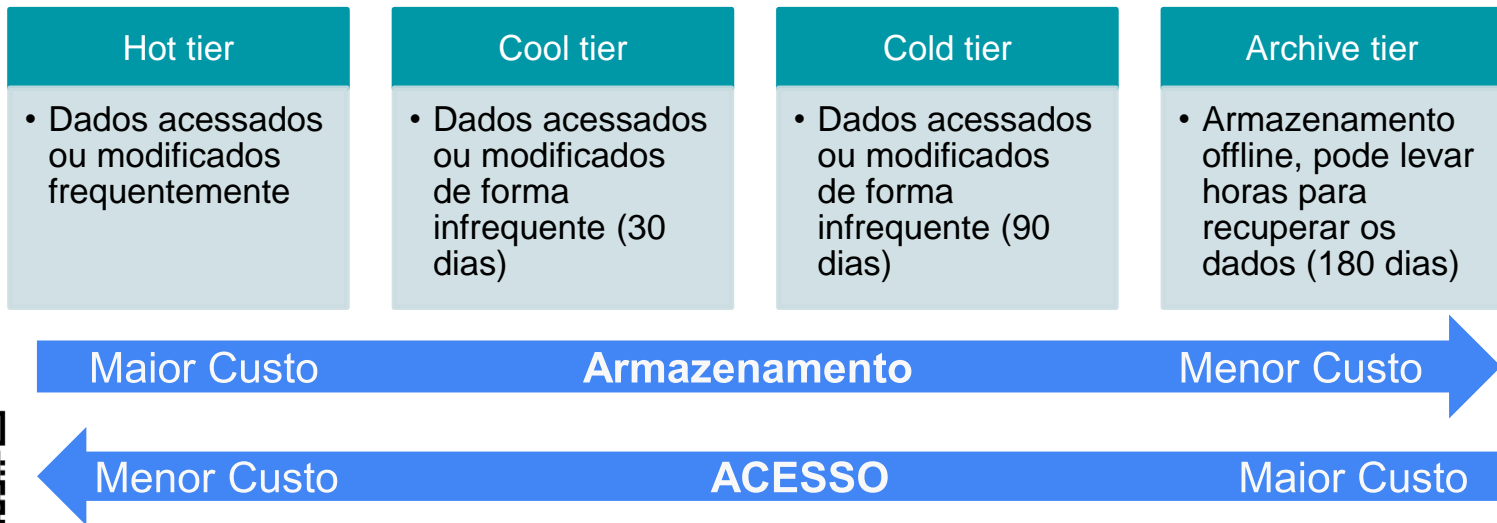 Hot tier
• Dados acessados
ou modificados
frequentemente
Cool tier
• Dados acessados
ou modificados
de forma
infrequente (30
dias)
Cold tier
• Dados acessados
ou modificados
de forma
infrequente (90
dias)
Archive tier
• Armazenamento
offline, pode levar
horas para
recuperar os
dados (180 dias)
Maior Custo Armazenamento Menor Custo
Menor Custo ACESSO Maior Custo